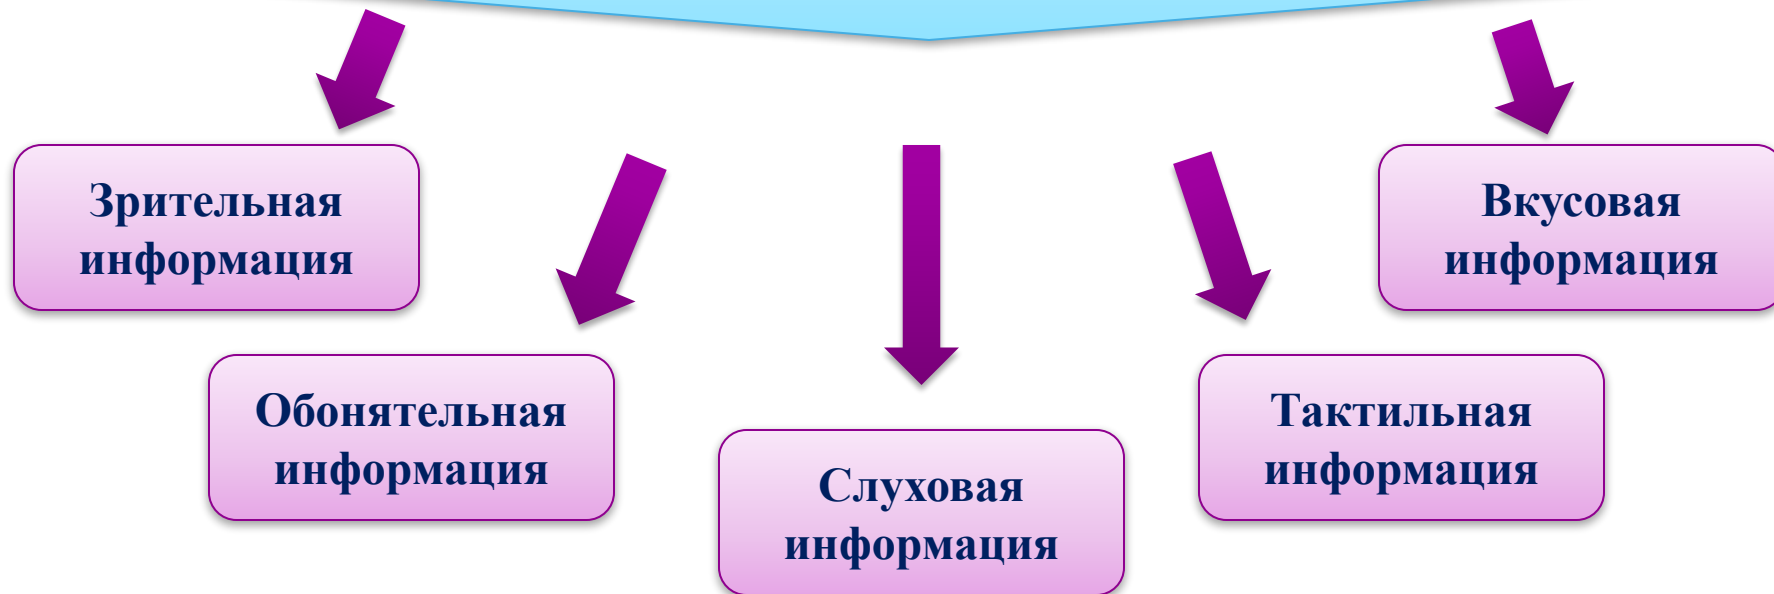 Зрительная
информация
Вкусовая
информация
Обонятельная
информация
Тактильная
информация
Слуховая
информация